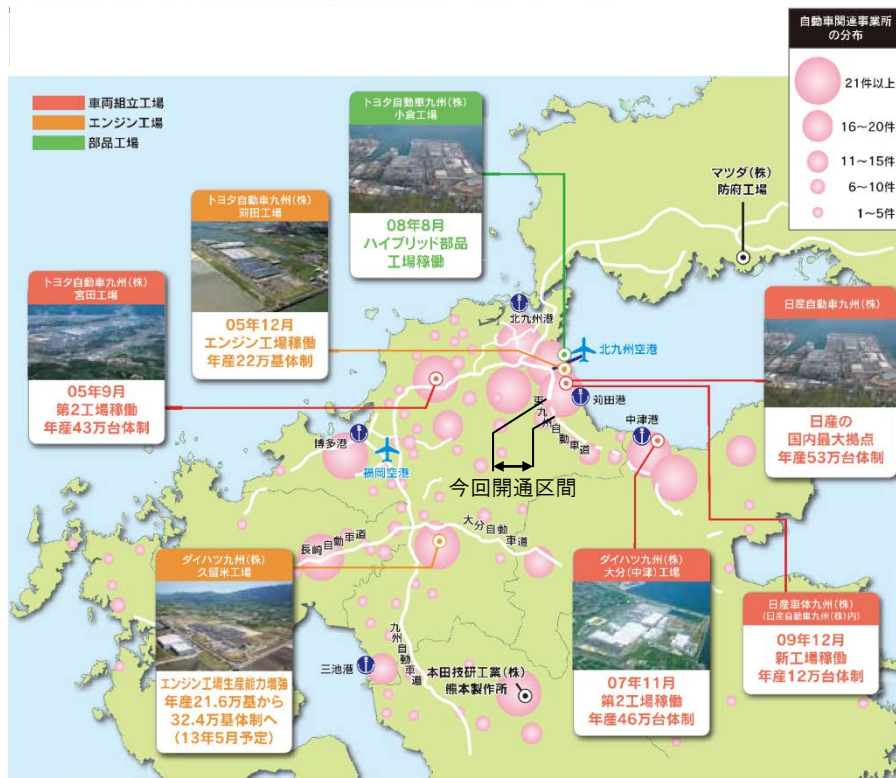 自動車関連事業所
の分布
21件以上
16〜20件
11〜15件
6〜10件
1〜5件
車両組立工場
エンジン工場
部品工場
トヨタ自動車九州(株)
小倉工場
08年8月
ハイブリッド部品
工場稼働
マツダ(株)
防府工場
トヨタ自動車九州(株)
苅田工場
05年12月
エンジン工場稼働
年産22万基体制
トヨタ自動車九州(株)
宮田工場
05年9月
第2工場稼働
年産43万台体制
日産自動車九州(株)
日産の
国内最大拠点
年産53万台体制
北九州港
北九州空港
苅田港
中津港
東九州自動車道
博多港
福岡空港
今回開通区間
大分自動車道
長崎自動車道
九州自動車道
三池港
本田技研工業(株)
熊本製作所
ダイハツ九州(株)
久留米工場
エンジン工場生産能力増強
年産21.6万基から
32.4万基体制へ
(13年5月予定)
ダイハツ九州(株)
大分(中津)工場
07年11月
第2工場稼働
年産46万台体制
日産車体九州(株)
(日産自動車九州(株)内)
09年12月
新工場稼働
年産12万台体制